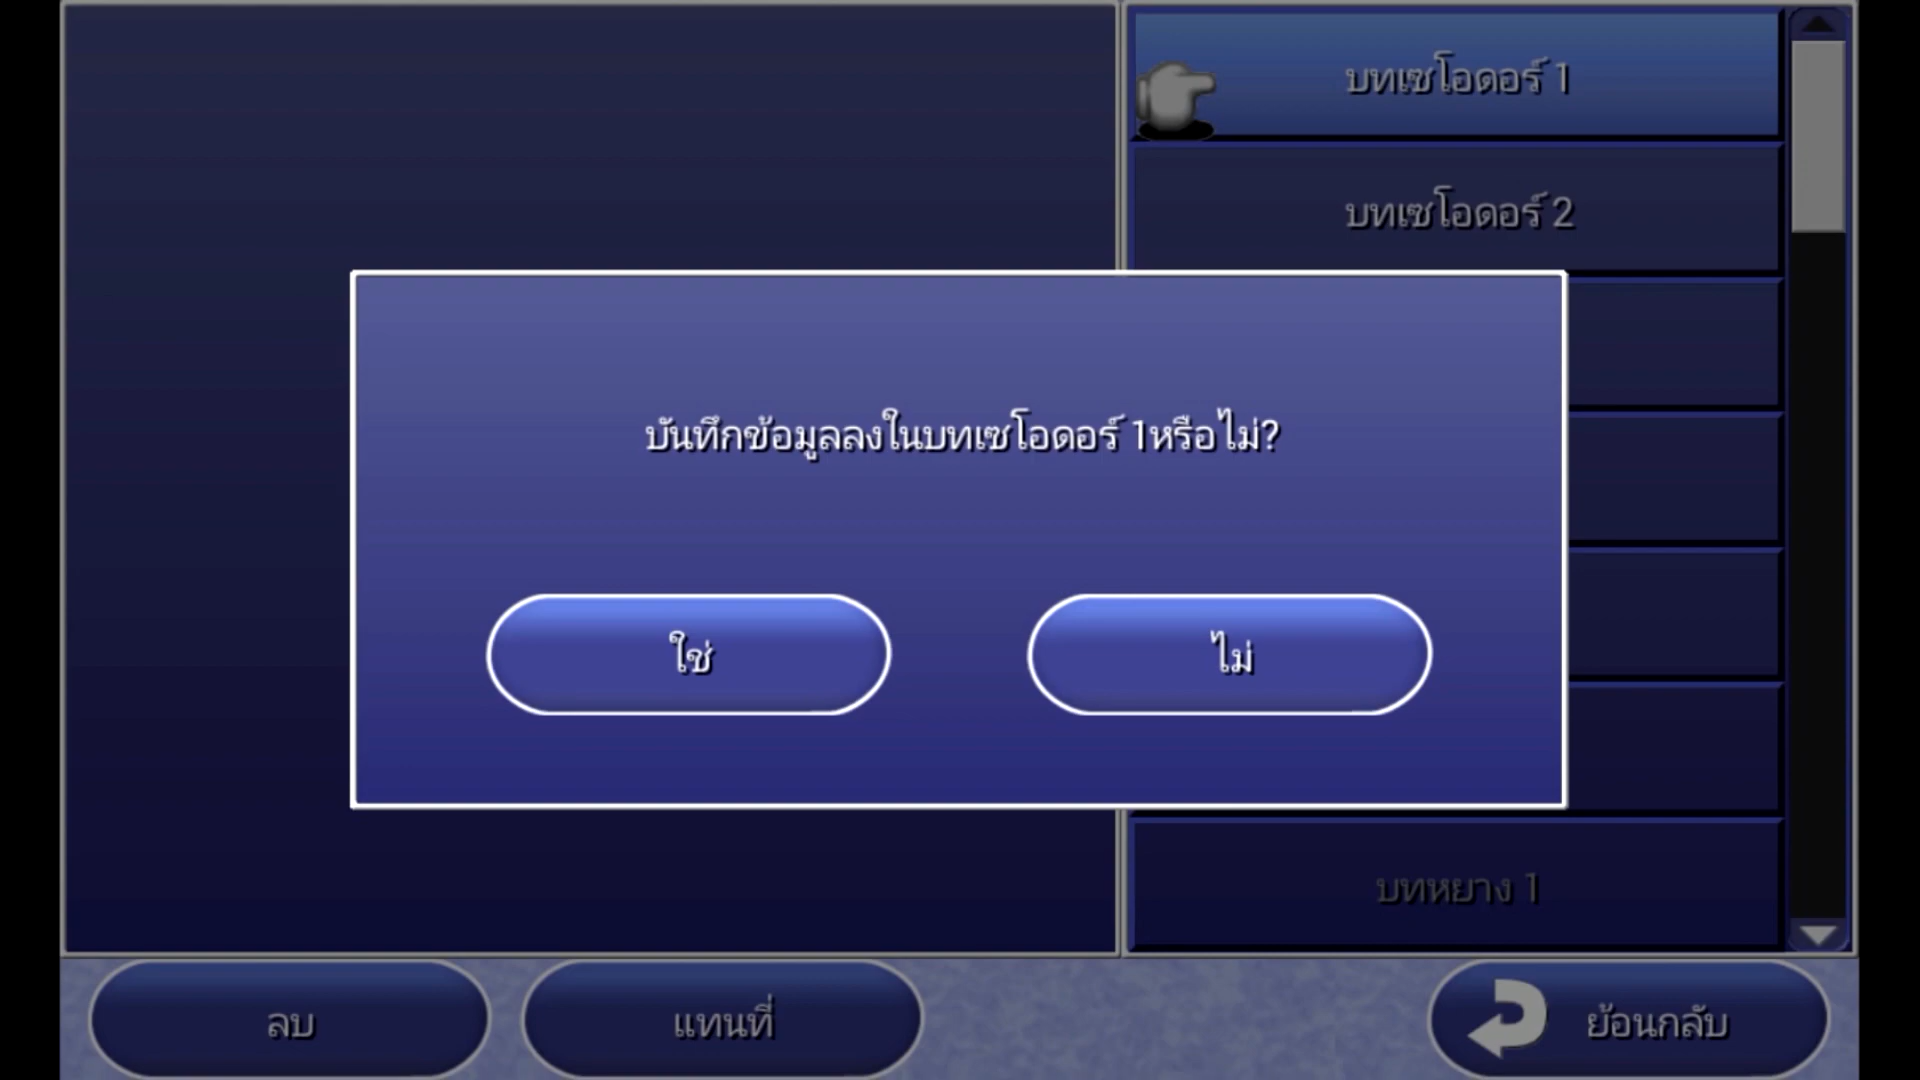 บทเซโอดอร์ 1
บทเซโอดอร์ 2
บันทึกข้อมูลลงในบทเซโอดอร์ 1หรือไม่?
ใช่
ไม่
บทหยาง 1
ลบ
แทนที่
ย้อนกลับ